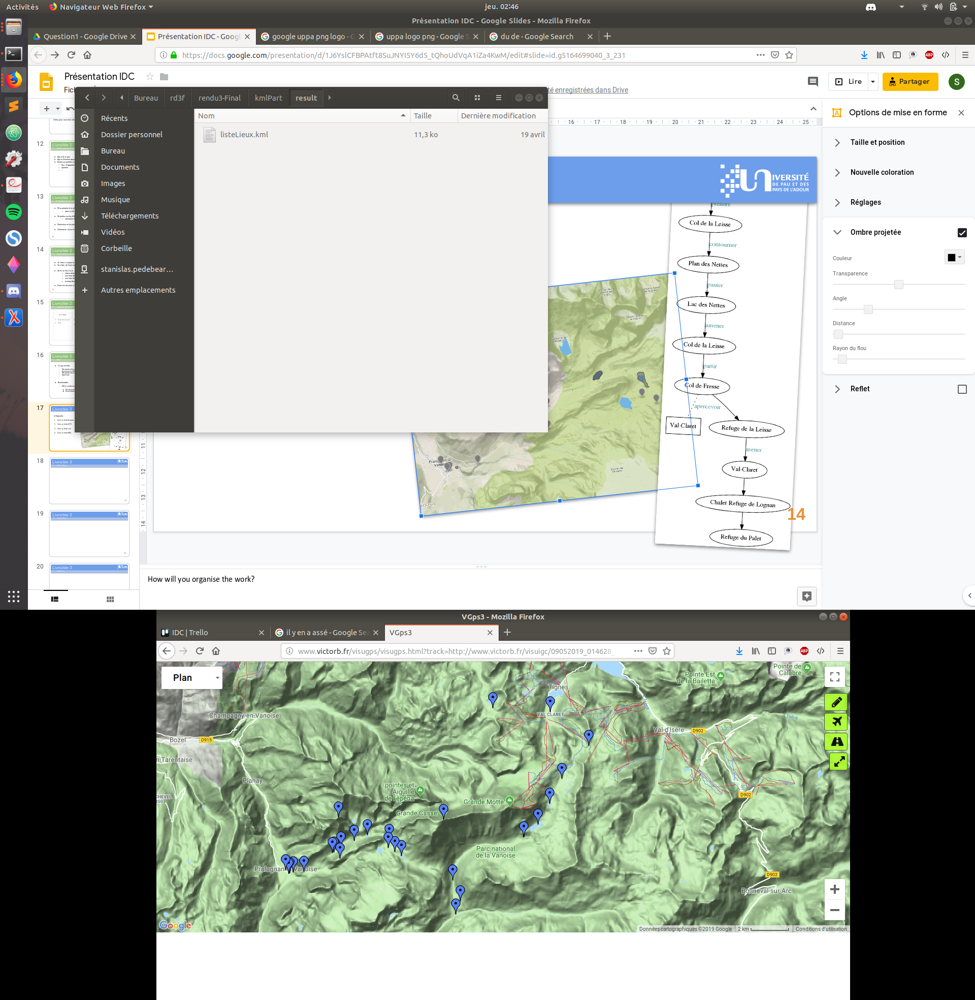 Activités
Navigateur Web Firefox
jeu. 02:46
Présentation IDC - Google Slides - Mozilla Firefox
Question1 - Google Drive
Présentation IDC - Googl
google uppa png logo - G
uppa logo png - Google S
du de - Google Search
https://docs.google.com/presentation/d/1J6YslCFBPAtft8SuJNYI5Y6d5_tQhoUdVqA1iZa4KwM/edit#slide=id.g5164699040_3_231
ABP
Présentation IDC
Fich
té enregistrées dans Drive
Lire
Partager
S
Bureau
rd3f
rendu3-Final
kmlPart
result
Récents
Dossier personnel
Bureau
Documents
Images
Musique
Téléchargements
Vidéos
Corbeille
stanislas.pedebear…
Autres emplacements
Nom
Taille
Dernière modification
listeLieux.kml
11,3 ko
19 avril
16 17 18 19 20 21 22 23 24 25
11
12
13
14
12
Livrable 2
13
Livrable 2
14
Livrable 2
15
Livrable 2
16
Livrable 2
17
Livrable 3
18
Livrable 3
19
Livrable 3
20
Livrable 3
UNIVERSITÉ
DE PAU ET DES
PAYS DE L'ADOUR
prendre
Col de la Leisse
contourner
Plan des Nettes
passer
Lac des Nettes
amener
Col de la Leisse
partir
Col de Fresse
apercevoir
Val-Claret
Refuge de la Leisse
mener
Val-Claret
Chalet Refuge de Lognan
Refuge du Palet
14
Options de mise en forme
Taille et position
Nouvelle coloration
Réglages
Ombre projetée
Couleur
Transparence
Angle
Distance
Rayon du flou
Reflet
How will you organise the work?
VGps3 - Mozilla Firefox
IDC | Trello
il y en a assé - Google Sea
VGps3
www.victorb.fr/visugps/visugps.html?track=http://www.victorb.fr/visuigc/09052019_014628_
ABP
Plan
Pointe de
Calabre
Pointe Est
de la Bailetta
Tignes
VAL CLARET
Champagny-en-Vanoise
Val-d'Isère
D902
l'Isère
Isère
Bozel
D915
n-Tarentaise
Planay
CHEVEL
350
pointes et
Aiguille
de l'épéna
Grande Motte
Grande Casse
D902
Parc national
de la Vanoise
Pralognan-la-Vanoise
D902
Bonneval-sur-Arc
Google
Données cartographiques ©2019 Google
2 km
Conditions d'utilisation